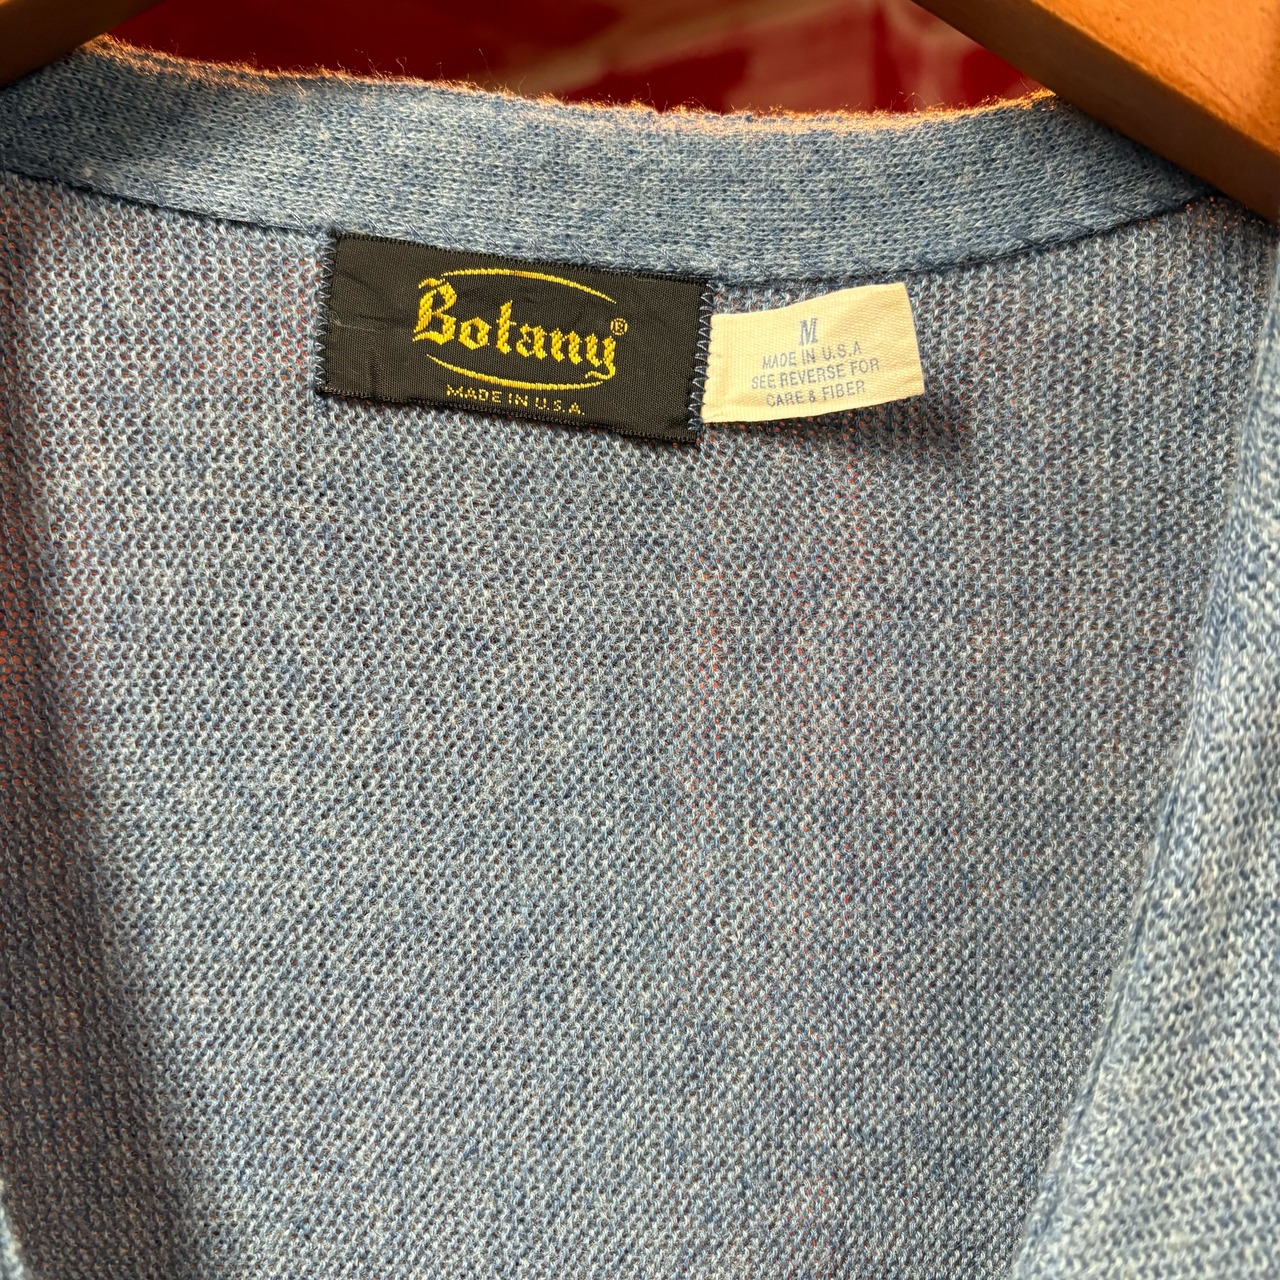 Botany®
MADE IN U.S.A.
M
MADE IN U.S.A
SEE REVERSE FOR
CARE & FIBER